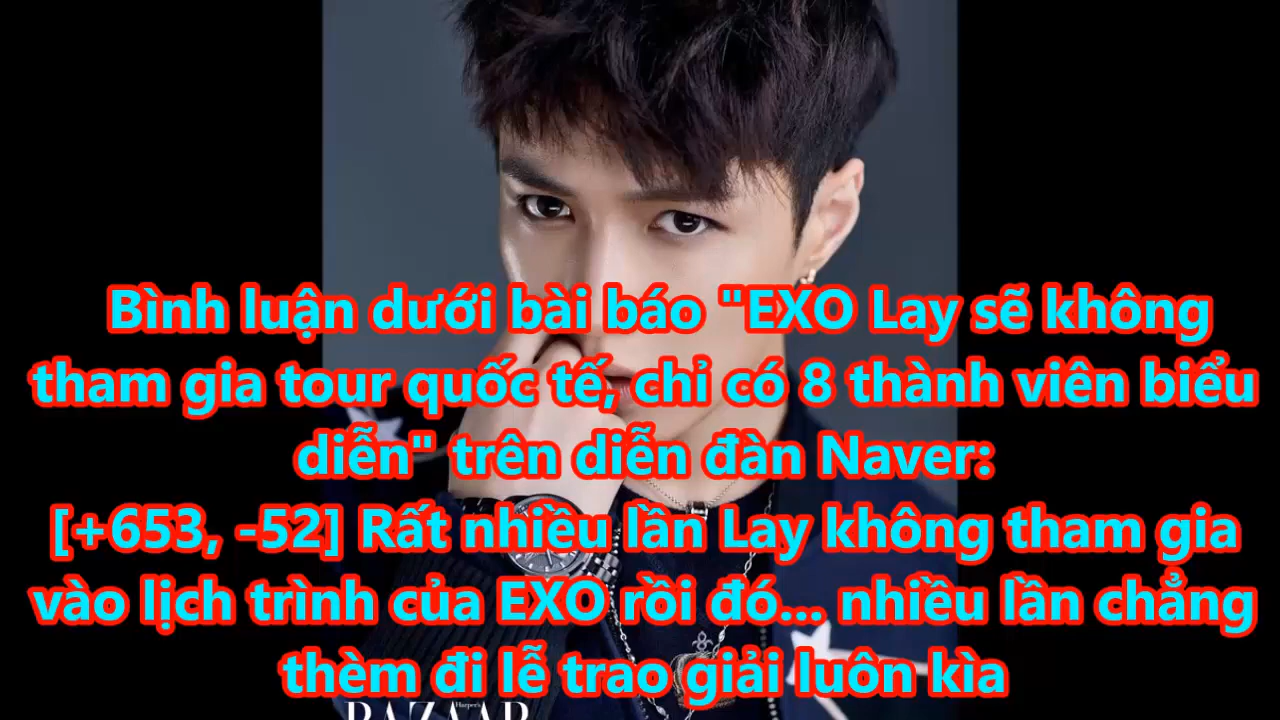 Bình luận dưới bài báo "EXO Lay sẽ không
tham gia tour quốc tế, chỉ có 8 thành viên biểu
diễn" trên diễn đàn Naver:
[+653, -52] Rất nhiều lần Lay không tham gia
vào lịch trình của EXO rồi đó... nhiều lần chẳng
thèm đi lễ trao giải luôn kìa
Harper's
BAZAAR